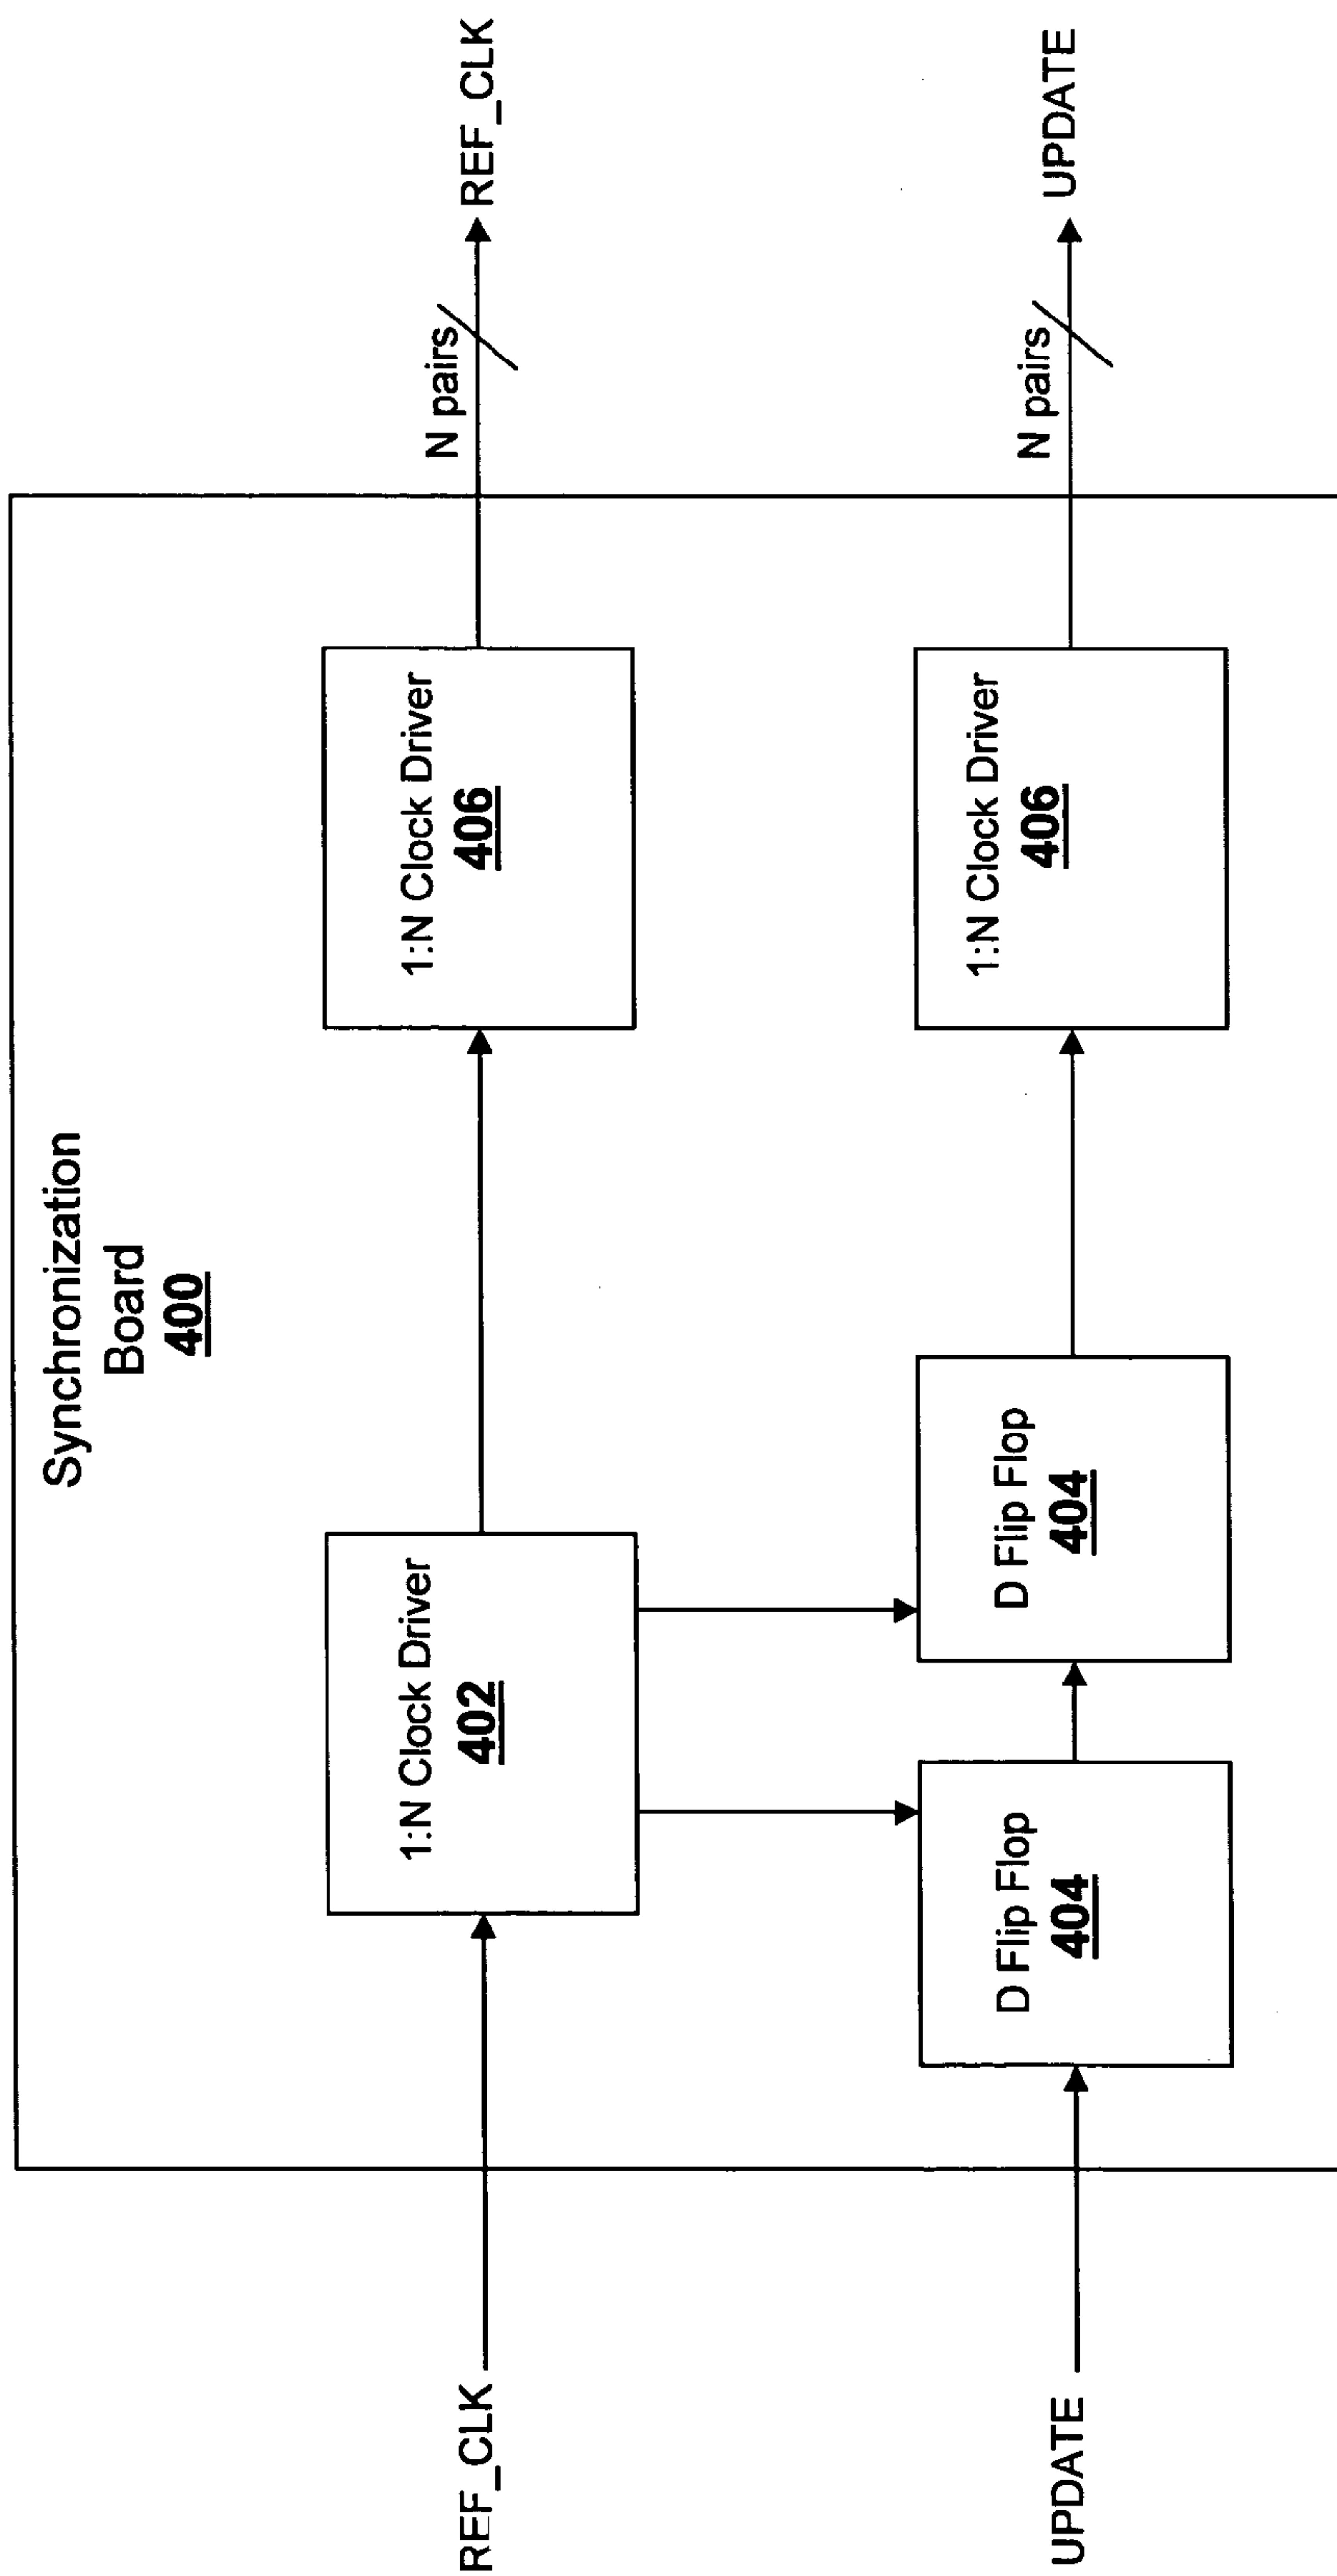 Synchronization
Board
400
REF_CLK
1:N Clock Driver
402
1:N Clock Driver
406
N pairs
REF_CLK
UPDATE
D Flip Flop
404
D Flip Flop
404
1:N Clock Driver
406
N pairs
UPDATE